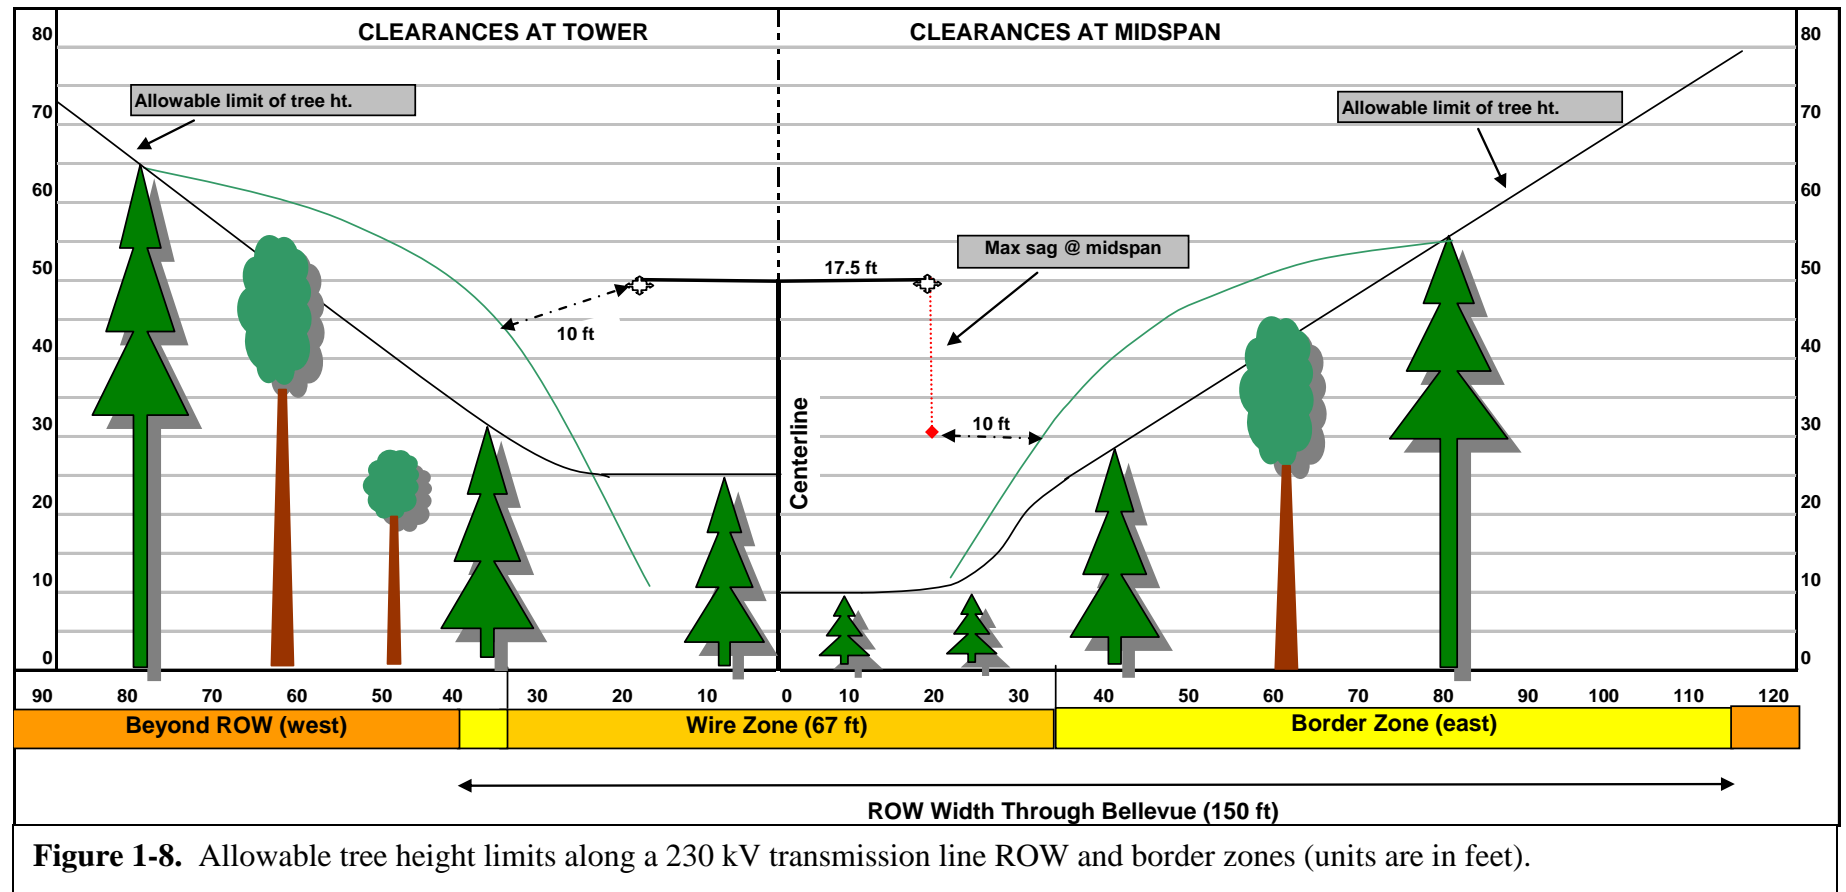 CLEARANCES AT TOWER
CLEARANCES AT MIDSPAN
80
80
Allowable limit of tree ht.
Allowable limit of tree ht.
70
70
60
60
Max sag @ midspan
50
17.5 ft
50
10 ft
40
40
30
10 ft
30
Centerline
20
20
10
10
0
0
90 80 70 60 50 40 30 20 10 0 10 20 30 40 50 60 70 80 90 100 110 120
Beyond ROW (west)
Wire Zone (67 ft)
Border Zone (east)
ROW Width Through Bellevue (150 ft)
Figure 1-8. Allowable tree height limits along a 230 kV transmission line ROW and border zones (units are in feet).